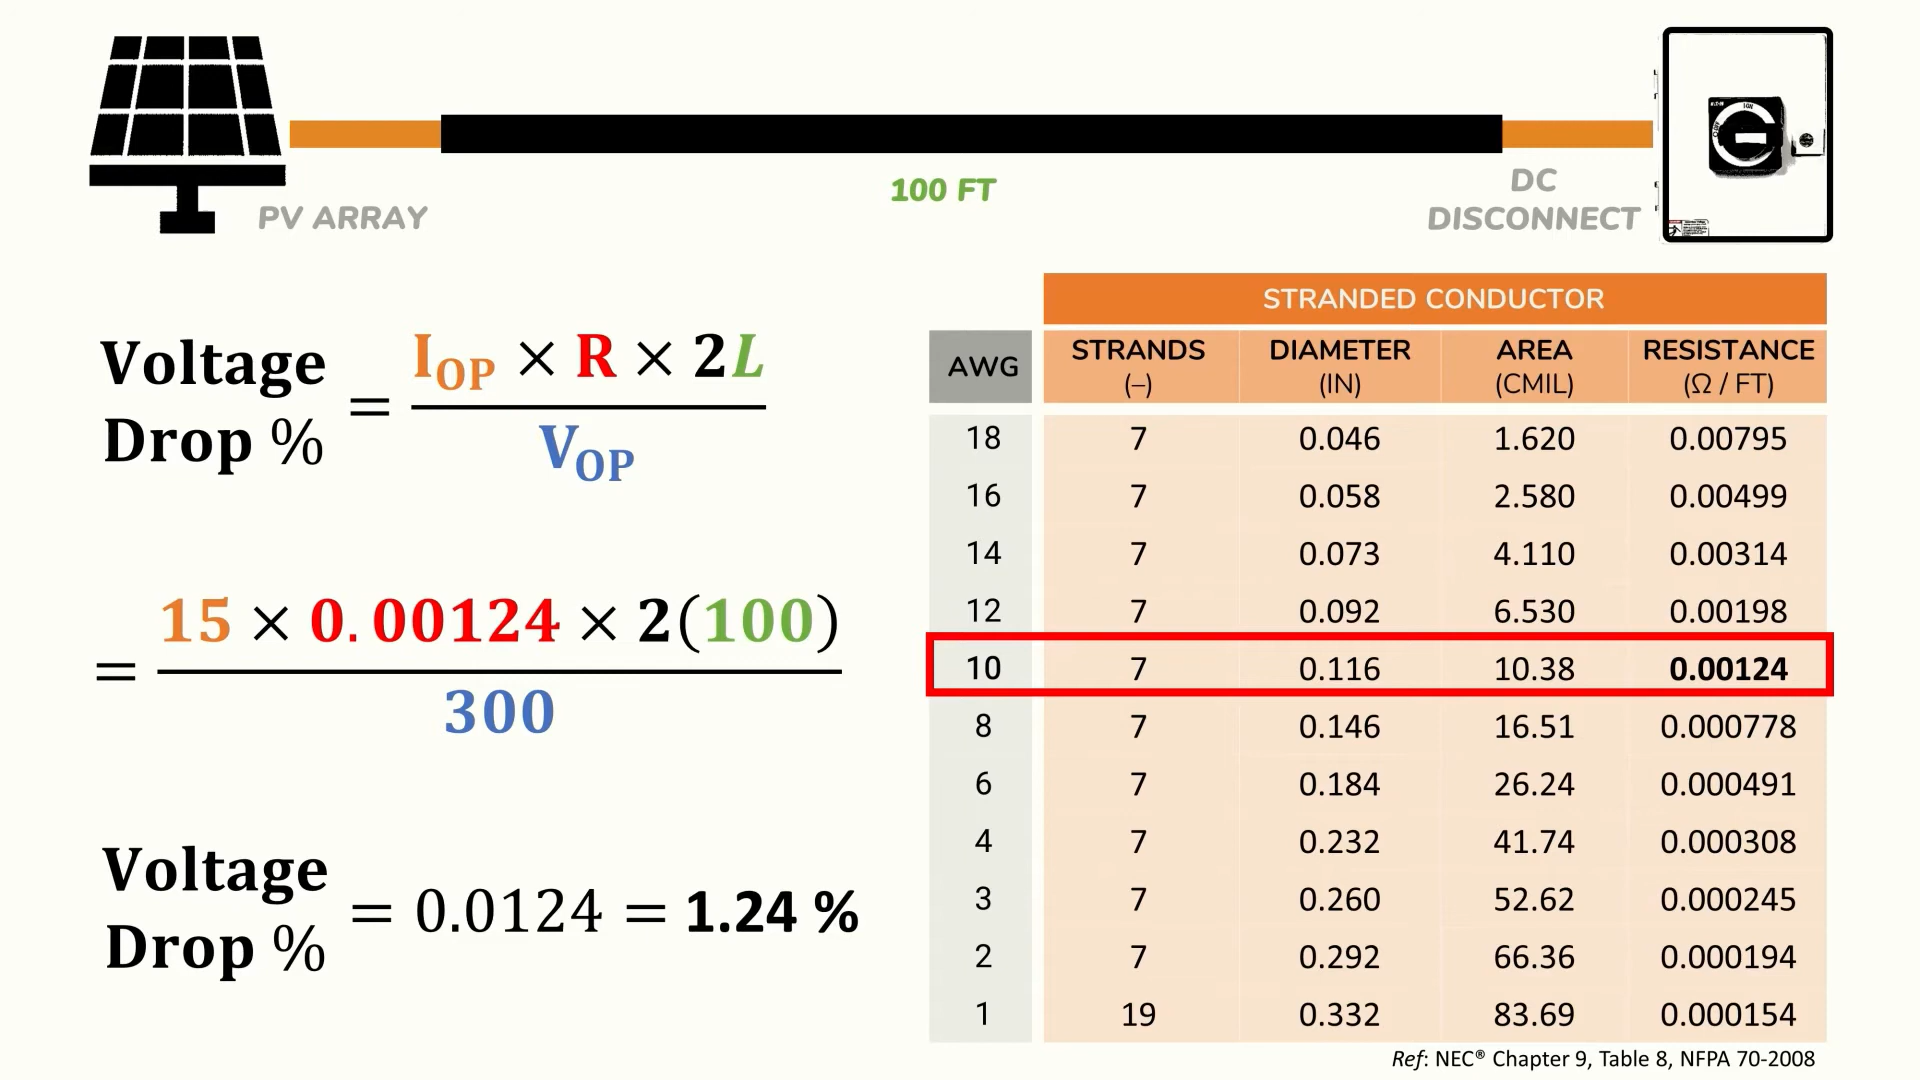 PV ARRAY
100 FT
DC
DISCONNECT
Voltage
Drop % = I_OP × R × 2L
V_OP
= 15 × 0.00124 × 2(100)
300
Voltage
Drop % = 0.0124 = 1.24 %
STRANDED CONDUCTOR
AWG STRANDS DIAMETER AREA RESISTANCE
(–) (IN) (CMIL) (Ω / FT)
18 7 0.046 1.620 0.00795
16 7 0.058 2.580 0.00499
14 7 0.073 4.110 0.00314
12 7 0.092 6.530 0.00198
10 7 0.116 10.38 0.00124
8 7 0.146 16.51 0.000778
6 7 0.184 26.24 0.000491
4 7 0.232 41.74 0.000308
3 7 0.260 52.62 0.000245
2 7 0.292 66.36 0.000194
1 19 0.332 83.69 0.000154
Ref: NEC® Chapter 9, Table 8, NFPA 70-2008